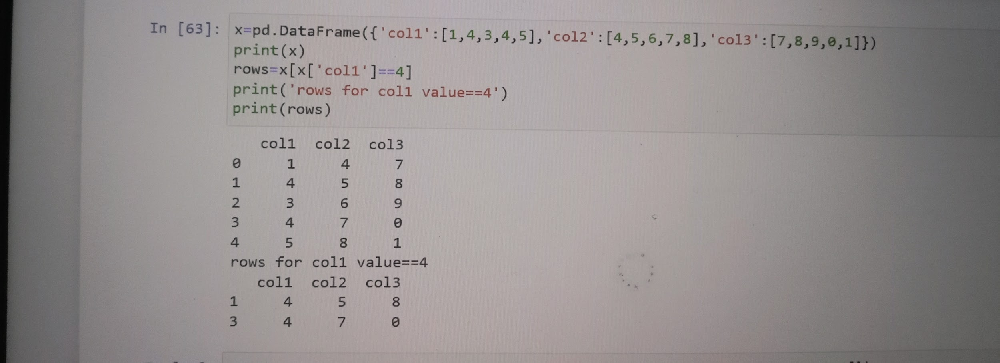 In [63]: x=pd.DataFrame({'col1':[1,4,3,4,5],'col2':[4,5,6,7,8],'col3':[7,8,9,0,1]})
print(x)
rows=x[x['col1']==4]
print('rows for col1 value==4')
print(rows)
col1 col2 col3
0 1 4 7
1 4 5 8
2 3 6 9
3 4 7 0
4 5 8 1
rows for col1 value==4
col1 col2 col3
1 4 5 8
3 4 7 0